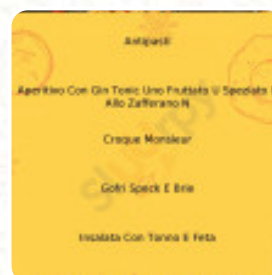 Antipasti
Aperitivo Con Gin Tonic Uno Fruttato U Speziato
Allo Zafferano N
Croque Monsieur
Gofri Speck E Brie
Insalata Con Tonno E Feta